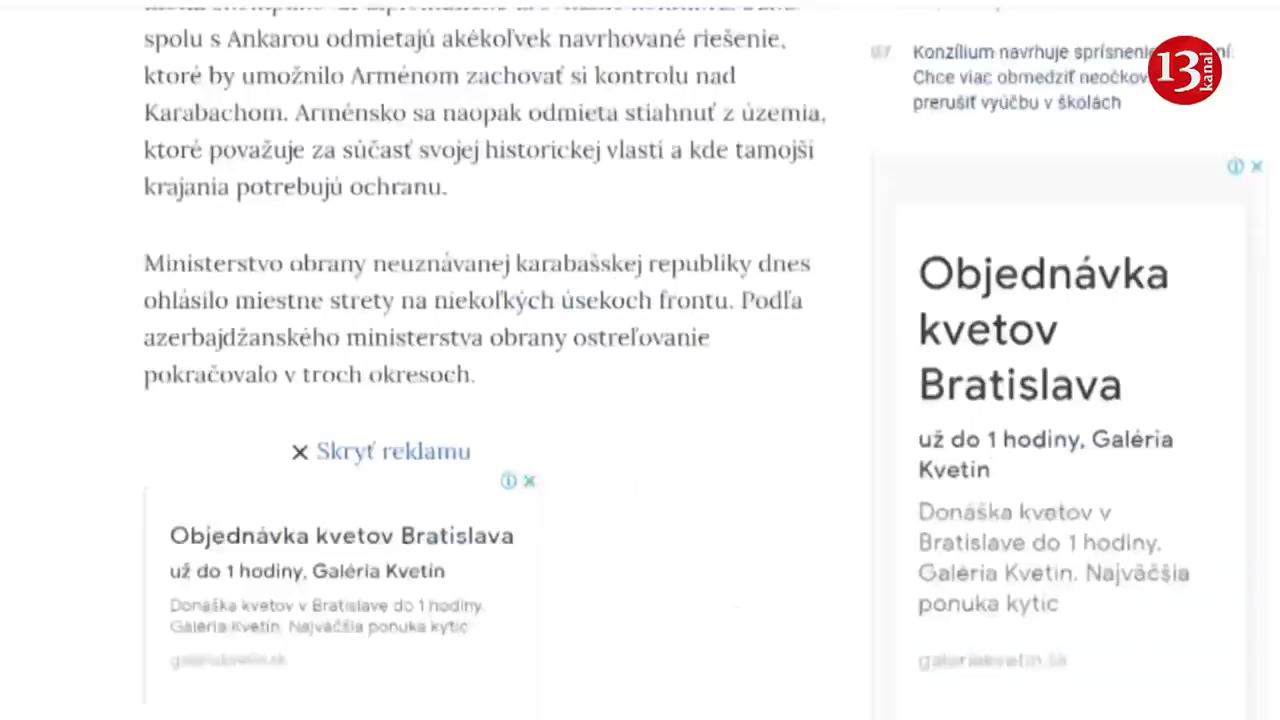 spolu s Ankarou odmietajú akékoľvek navrhované riešenie,
ktoré by umožnilo Arménom zachovať si kontrolu nad
Karabachom. Arménsko sa naopak odmieta stiahnuť z územia,
ktoré považuje za súčasť svojej historickej vlasti a kde tamojší
krajania potrebujú ochranu.
Ministerstvo obrany neuznávanej karabašskej republiky dnes
ohlásilo miestne strety na niekoľkých úsekoch frontu. Podľa
azerbajdžanského ministerstva obrany ostreľovanie
pokračovalo v troch okresoch.
× Skryť reklamu
Objednávka kvetov Bratislava
už do 1 hodiny, Galéria Kvetín
Donáška kvetov v Bratislave do 1 hodiny.
Galéria Kvetín. Najväčšia ponuka kytíc
Konzílium navrhuje sprísnenie
Chce viac obmedziť neočkov
prerušiť vyúčbu v školách
13 kanal
Objednávka
kvetov
Bratislava
už do 1 hodiny, Galéria
Kvetín
Donáška kvetov v
Bratislave do 1 hodiny.
Galéria Kvetín. Najväčšia
ponuka kytíc